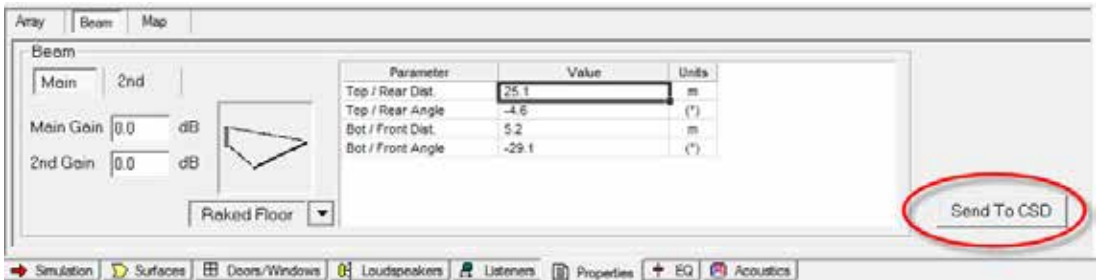 Array Beam Map
Beam
Main 2nd
Parameter Value Units
Top / Rear Dist. 25.1 m
Top / Rear Angle -4.6 (°)
Main Gain 0.0 dB
Bot / Front Dist. 5.2 m
Bot / Front Angle -29.1 (°)
2nd Gain 0.0 dB
Raked Floor
Send To CSD
Simulation Surfaces Doors/Windows Loudspeakers Listeners Properties EQ Acoustics